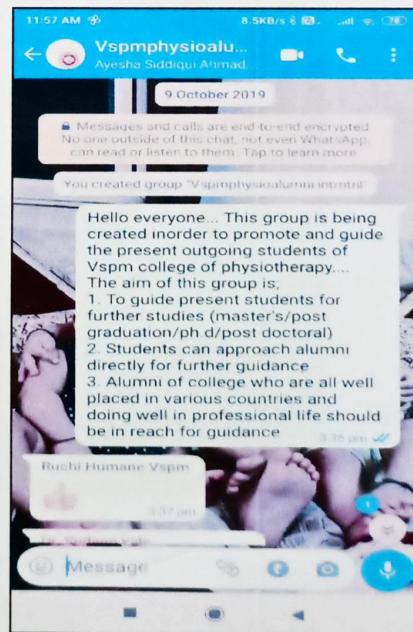 11:57 AM
8.5KB/s
78
Vspmphysioalu...
Ayesha Siddiqui Ahmad,
9 October 2019
Messages and calls are end-to-end encrypted.
No one outside of this chat, not even WhatsApp,
can read or listen to them. Tap to learn more.
You created group "Vspmphysioalumni intrntnl"
Hello everyone... This group is being
created inorder to promote and guide
the present outgoing students of
Vspm college of physiotherapy....
The aim of this group is;
1. To guide present students for
further studies (master's/post
graduation/ph d/post doctoral)
2. Students can approach alumni
directly for further guidance
3. Alumni of college who are all well
placed in various countries and
doing well in professional life should
be in reach for guidance
3:35 pm
Ruchi Humane Vspm
3:37 pm
Message